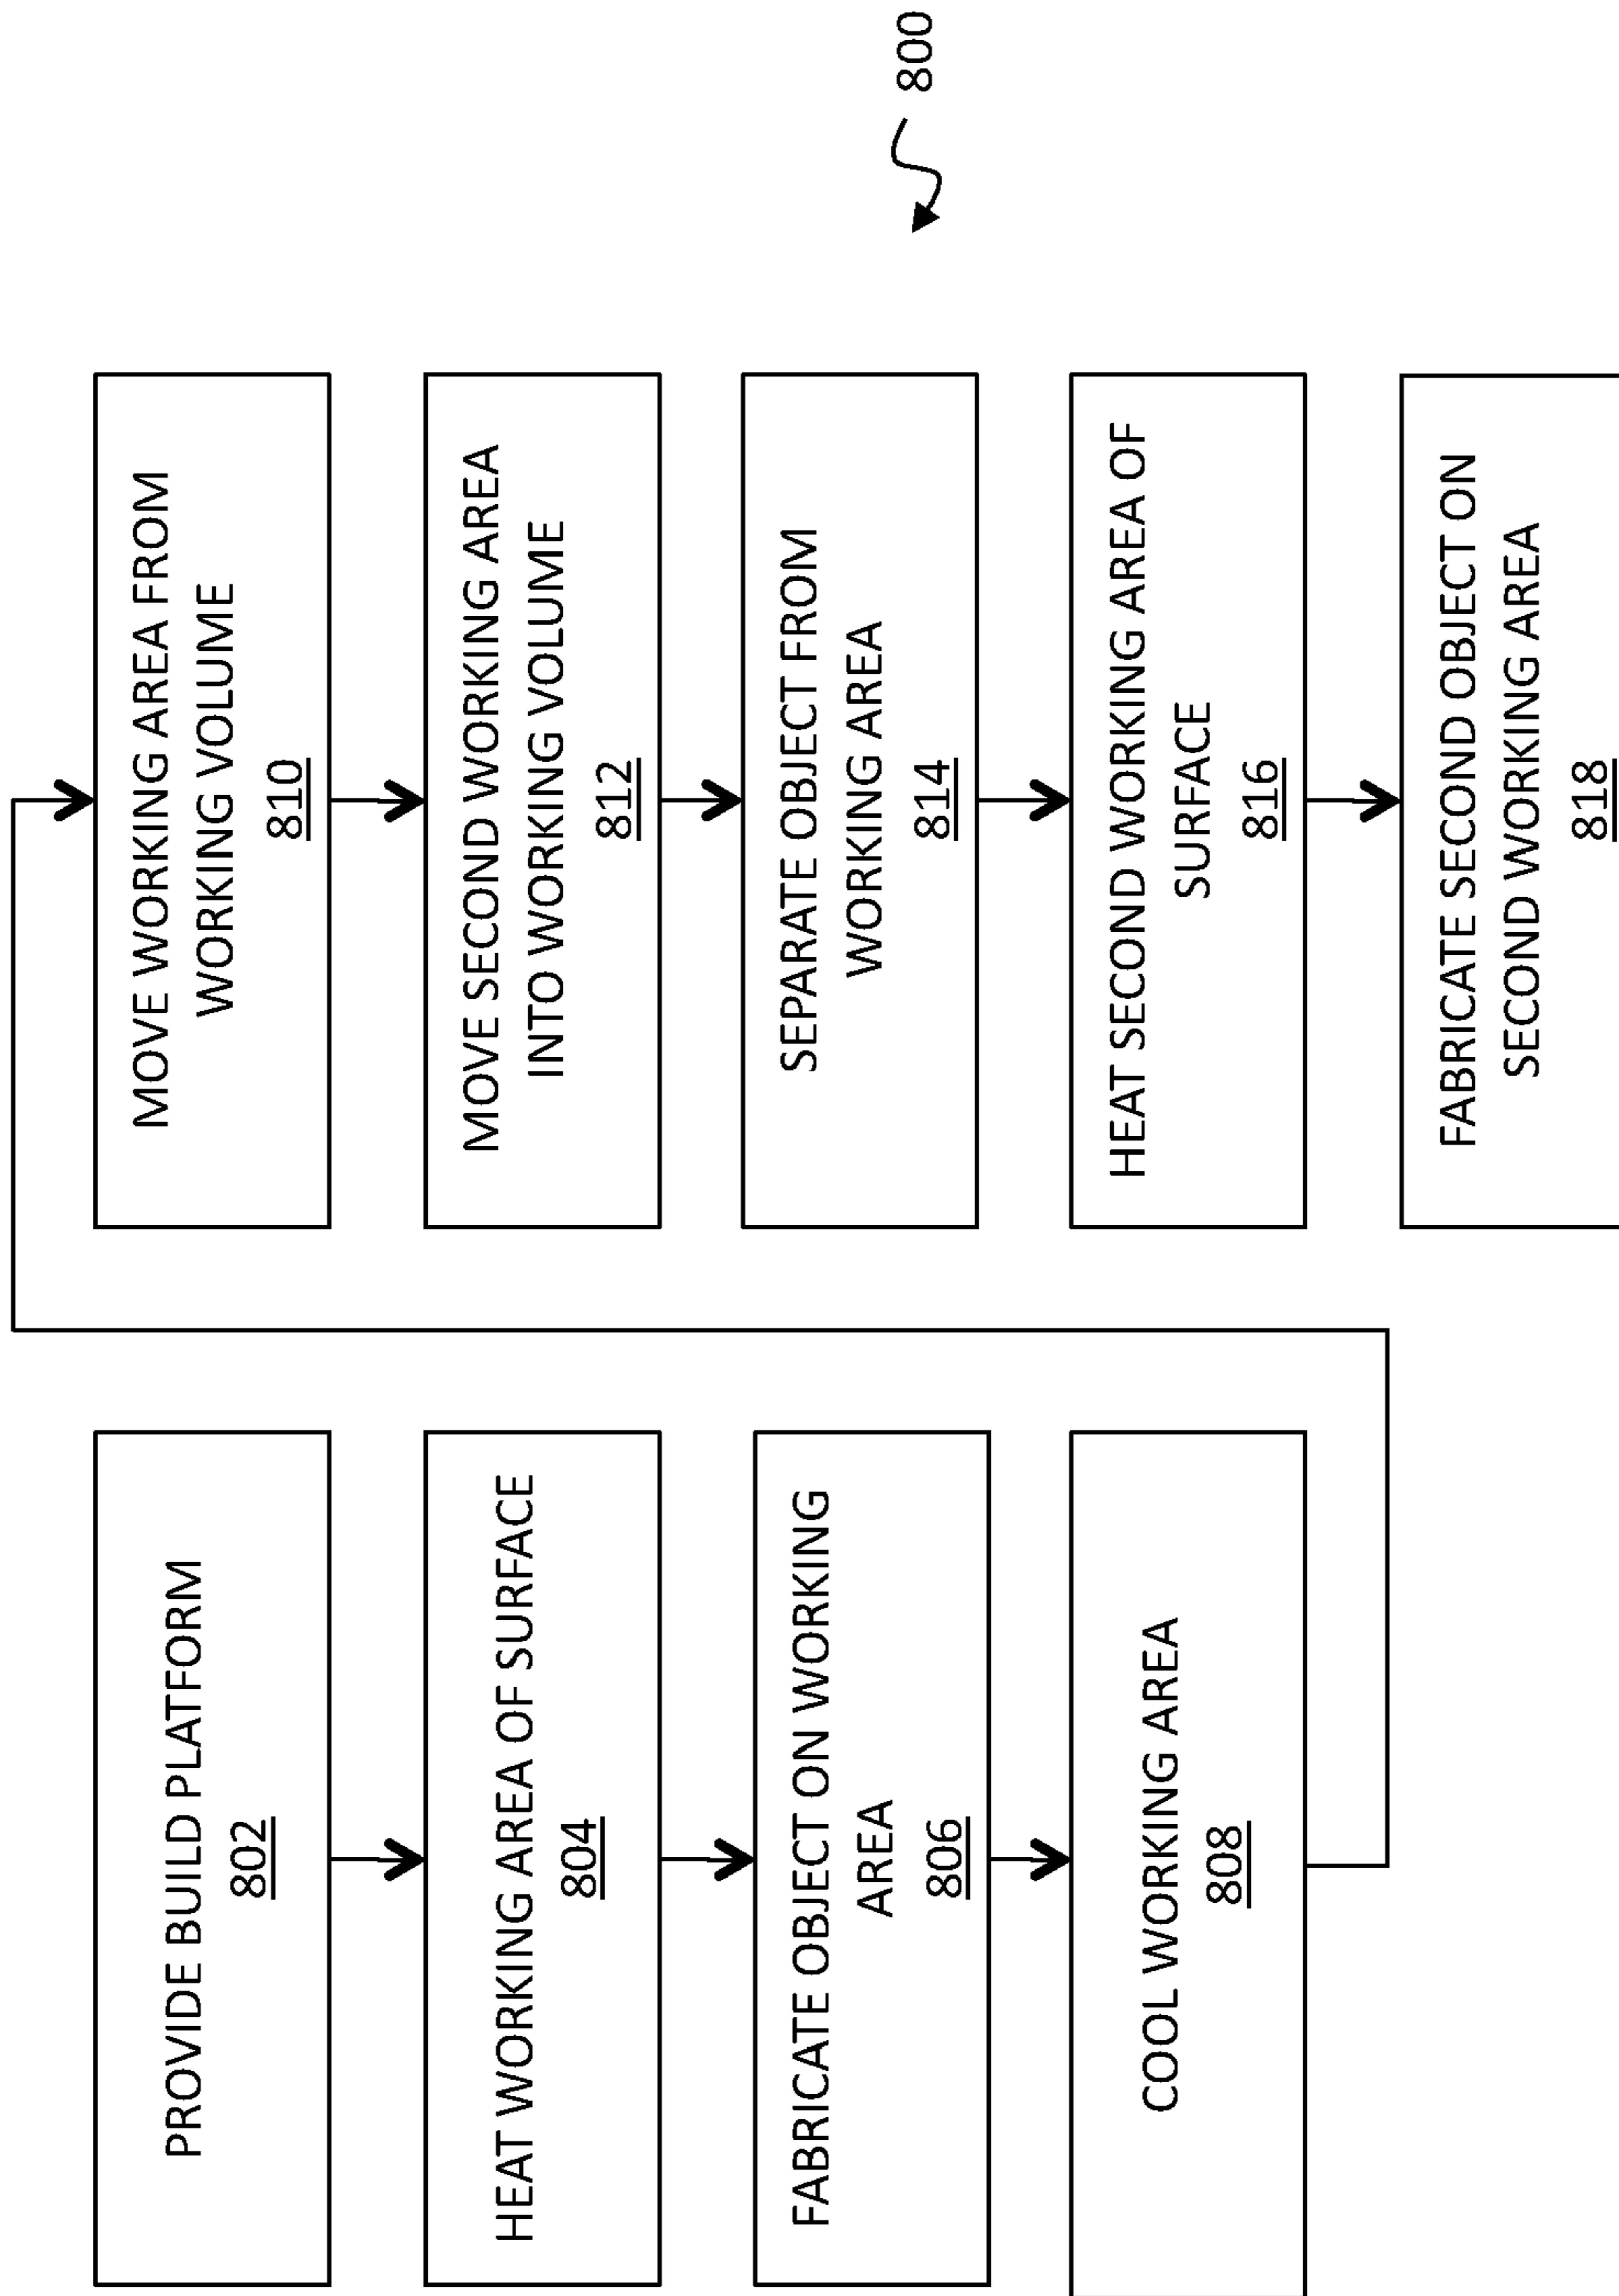 PROVIDE BUILD PLATFORM
802
HEAT WORKING AREA OF SURFACE
804
FABRICATE OBJECT ON WORKING
AREA
806
COOL WORKING AREA
808
MOVE WORKING AREA FROM
WORKING VOLUME
810
MOVE SECOND WORKING AREA
INTO WORKING VOLUME
812
SEPARATE OBJECT FROM
WORKING AREA
814
HEAT SECOND WORKING AREA OF
SURFACE
816
FABRICATE SECOND OBJECT ON
SECOND WORKING AREA
818
800